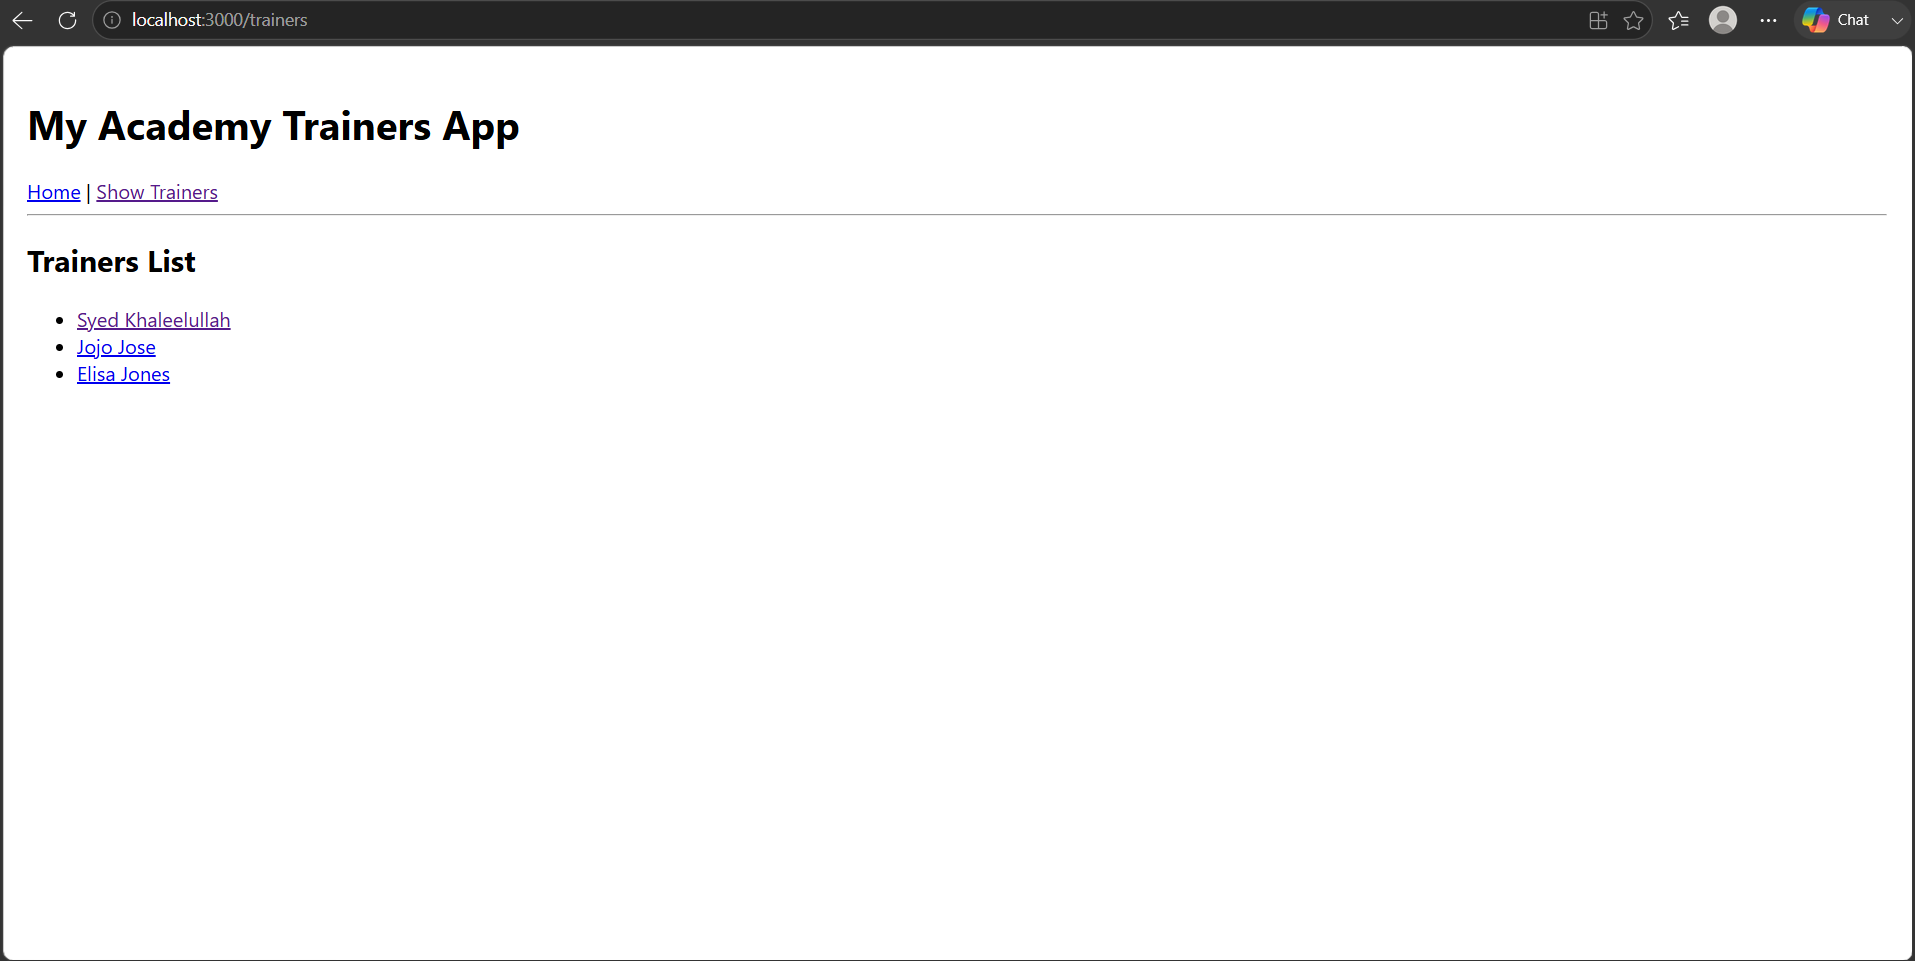 localhost:3000/trainers
Chat
My Academy Trainers App
Home | Show Trainers
Trainers List
Syed Khaleelullah
Jojo Jose
Elisa Jones